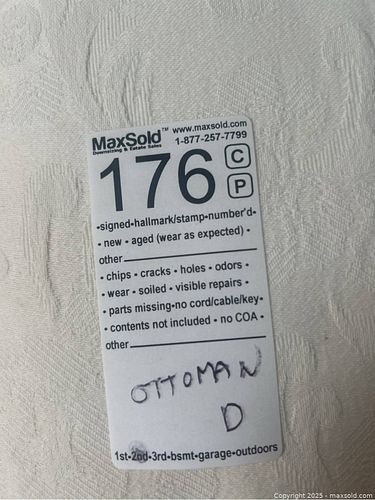 MaxSold™ www.maxsold.com
Downsizing & Estate Sales 1-877-257-7799
176 C
P
•signed•hallmark/stamp•number'd•
• new • aged (wear as expected) •
other
• chips • cracks • holes • odors •
• wear • soiled • visible repairs •
• parts missing•no cord/cable/key•
• contents not included • no COA •
other
OTTOMAN
D
1st•2nd•3rd•bsmt•garage•outdoors
Copyright 2025 - maxsold.com